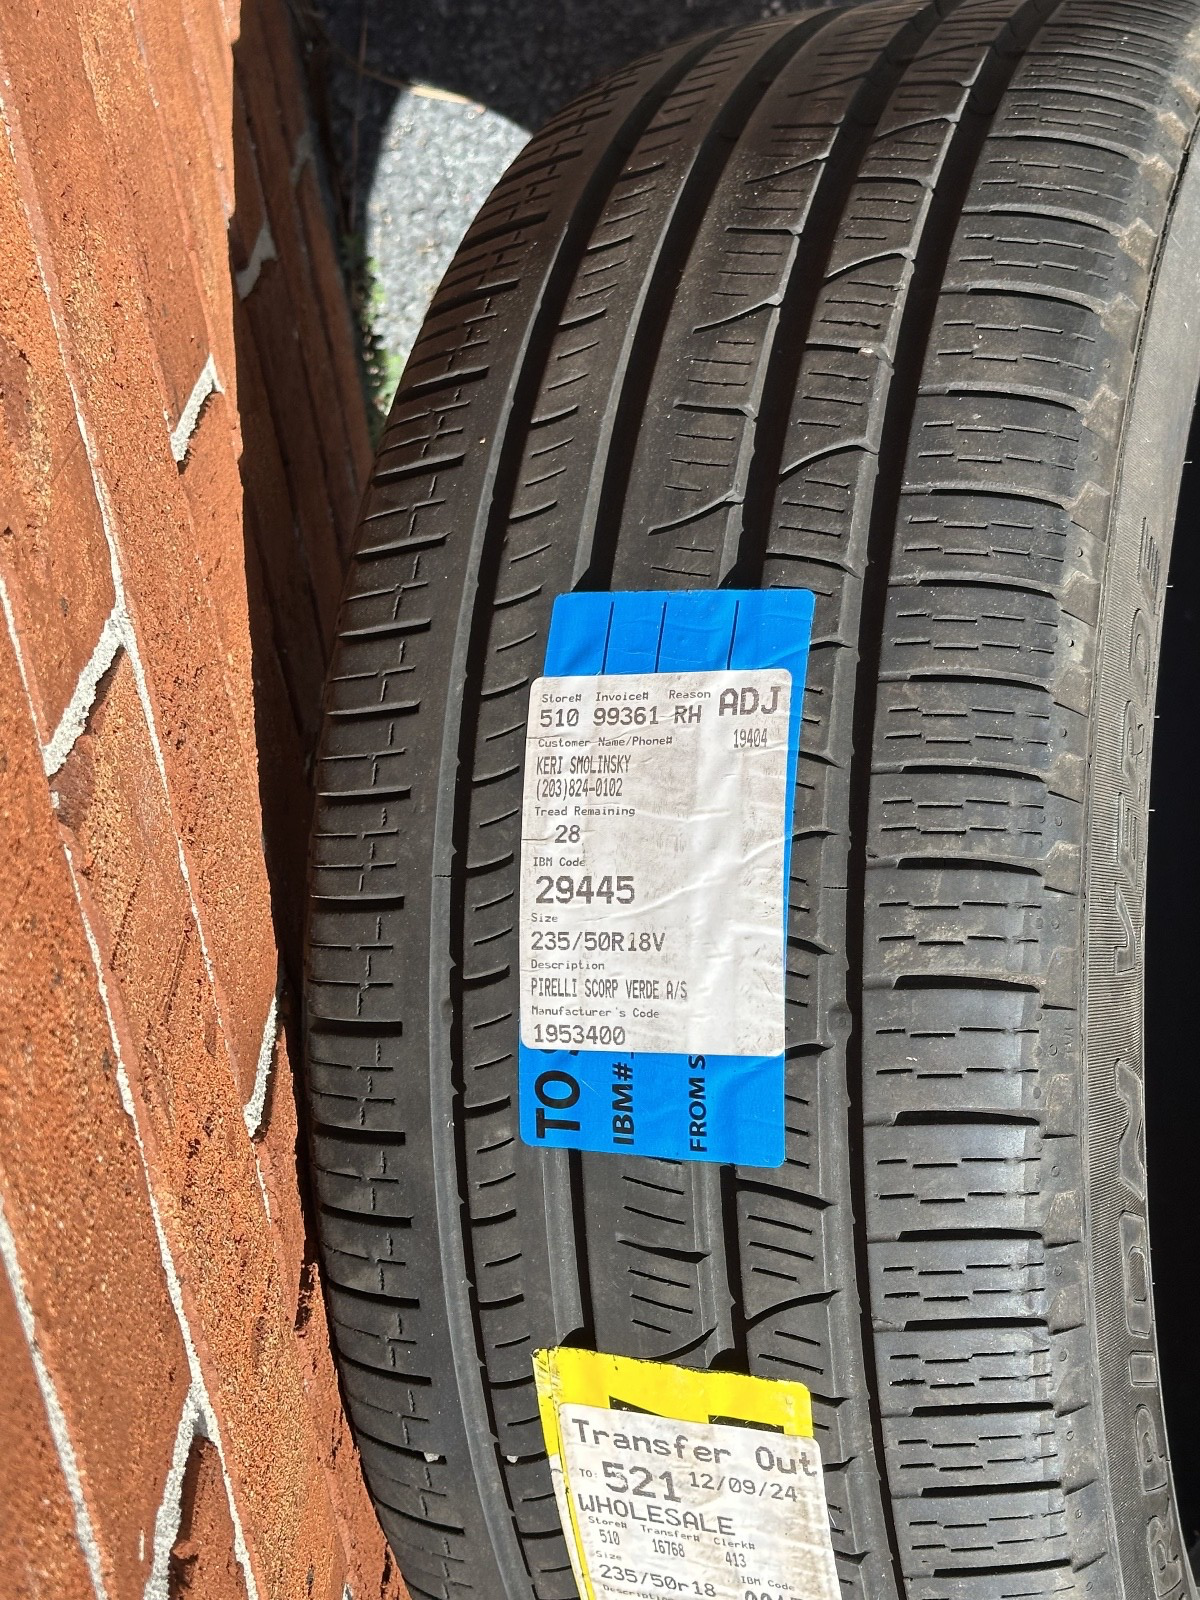 Store# Invoice# Reason ADJ
510 99361 RH
Customer Name/Phone# 19404
KERI SMOLINSKY
(203)824-0102
Tread Remaining
28
IBM Code
29445
Size
235/50R18V
Description
PIRELLI SCORP VERDE A/S
Manufacturer's Code
1953400
TO
IBM#
FROM S
Transfer Out
TO: 521 12/09/24
WHOLESALE
Store# Transfer# Clerk#
510 16768 413
Size IBM Code
235/50r18
Description